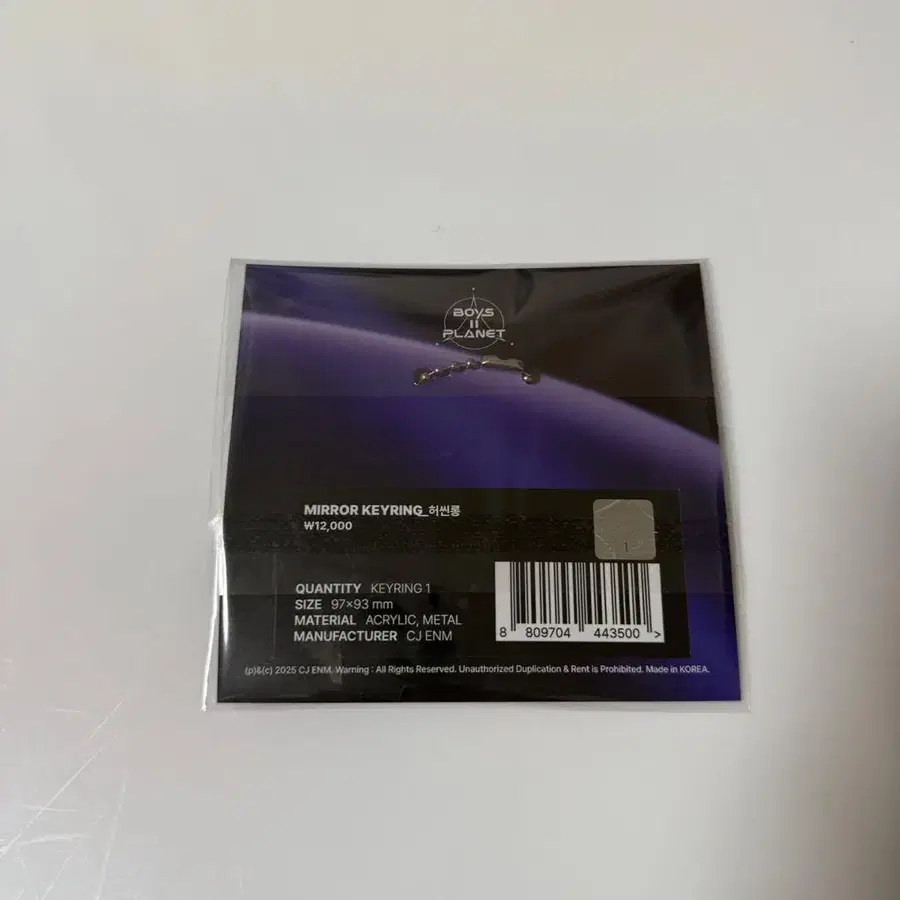 BOYS
II
PLANET
MIRROR KEYRING_허씬롱
₩12,000
1
QUANTITY KEYRING 1
SIZE 97×93 mm
MATERIAL ACRYLIC, METAL
MANUFACTURER CJ ENM
8 809704 443500 >
(p)&(c) 2025 CJ ENM. Warning : All Rights Reserved. Unauthorized Duplication & Rent is Prohibited. Made in KOREA.